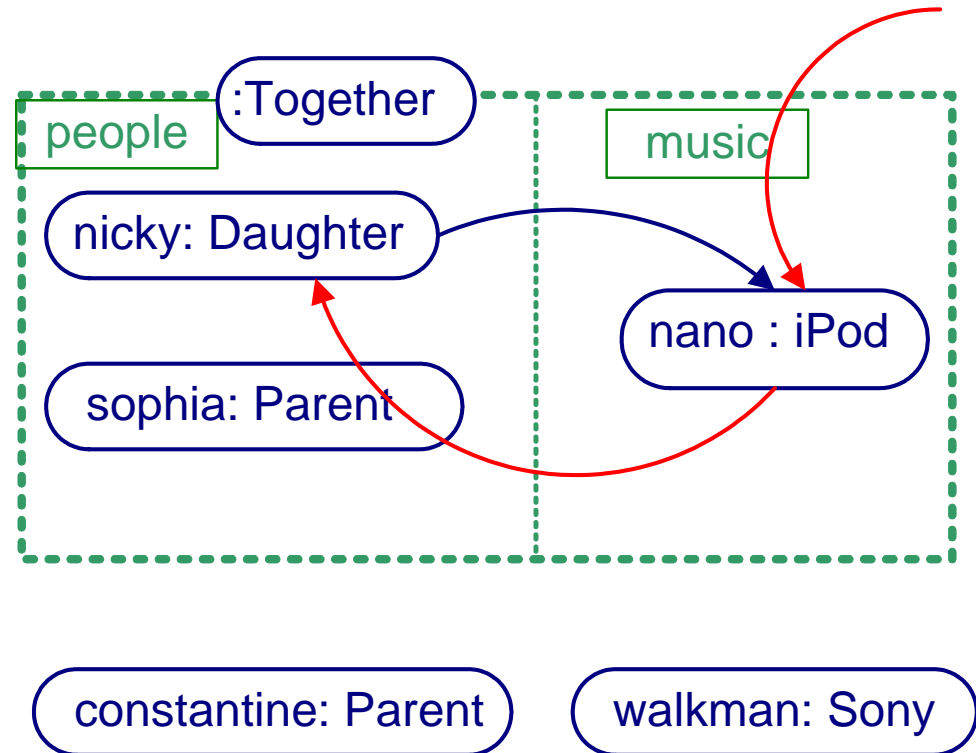 :Together
people
music
nicky: Daughter
nano : iPod
sophia: Parent
constantine: Parent
walkman: Sony